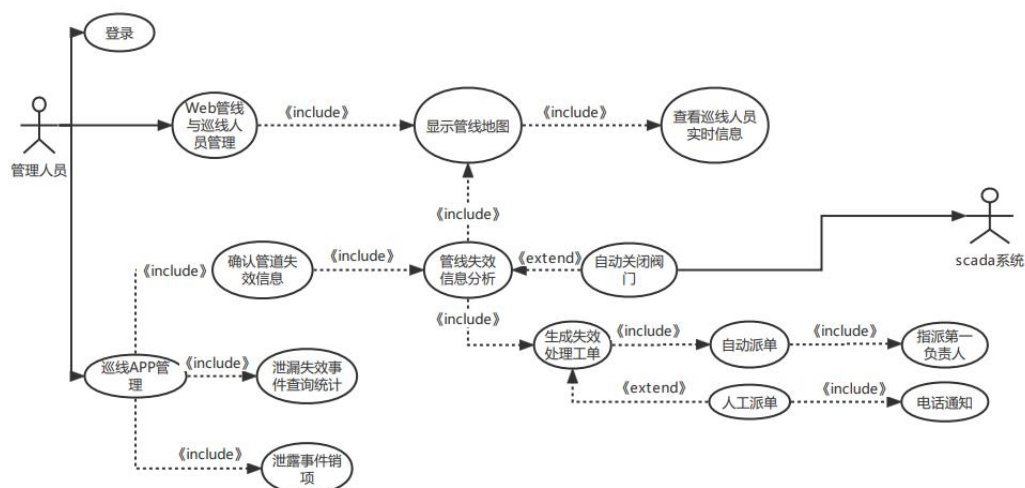 登录
Web管线
与巡线人
员管理
《include》
显示管线地图
《include》
查看巡线人员
实时信息
管理人员
《include》
scada系统
《include》
确认管道失
效信息
《include》
管线失效
信息分析
《extend》
自动关闭阀
门
《include》
生成失效
处理工单
《include》
自动派单
《include》
指派第一
负责人
巡线APP管
理
《include》
泄漏失效事
件查询统计
《extend》
人工派单
《include》
电话通知
《include》
泄露事件销
项